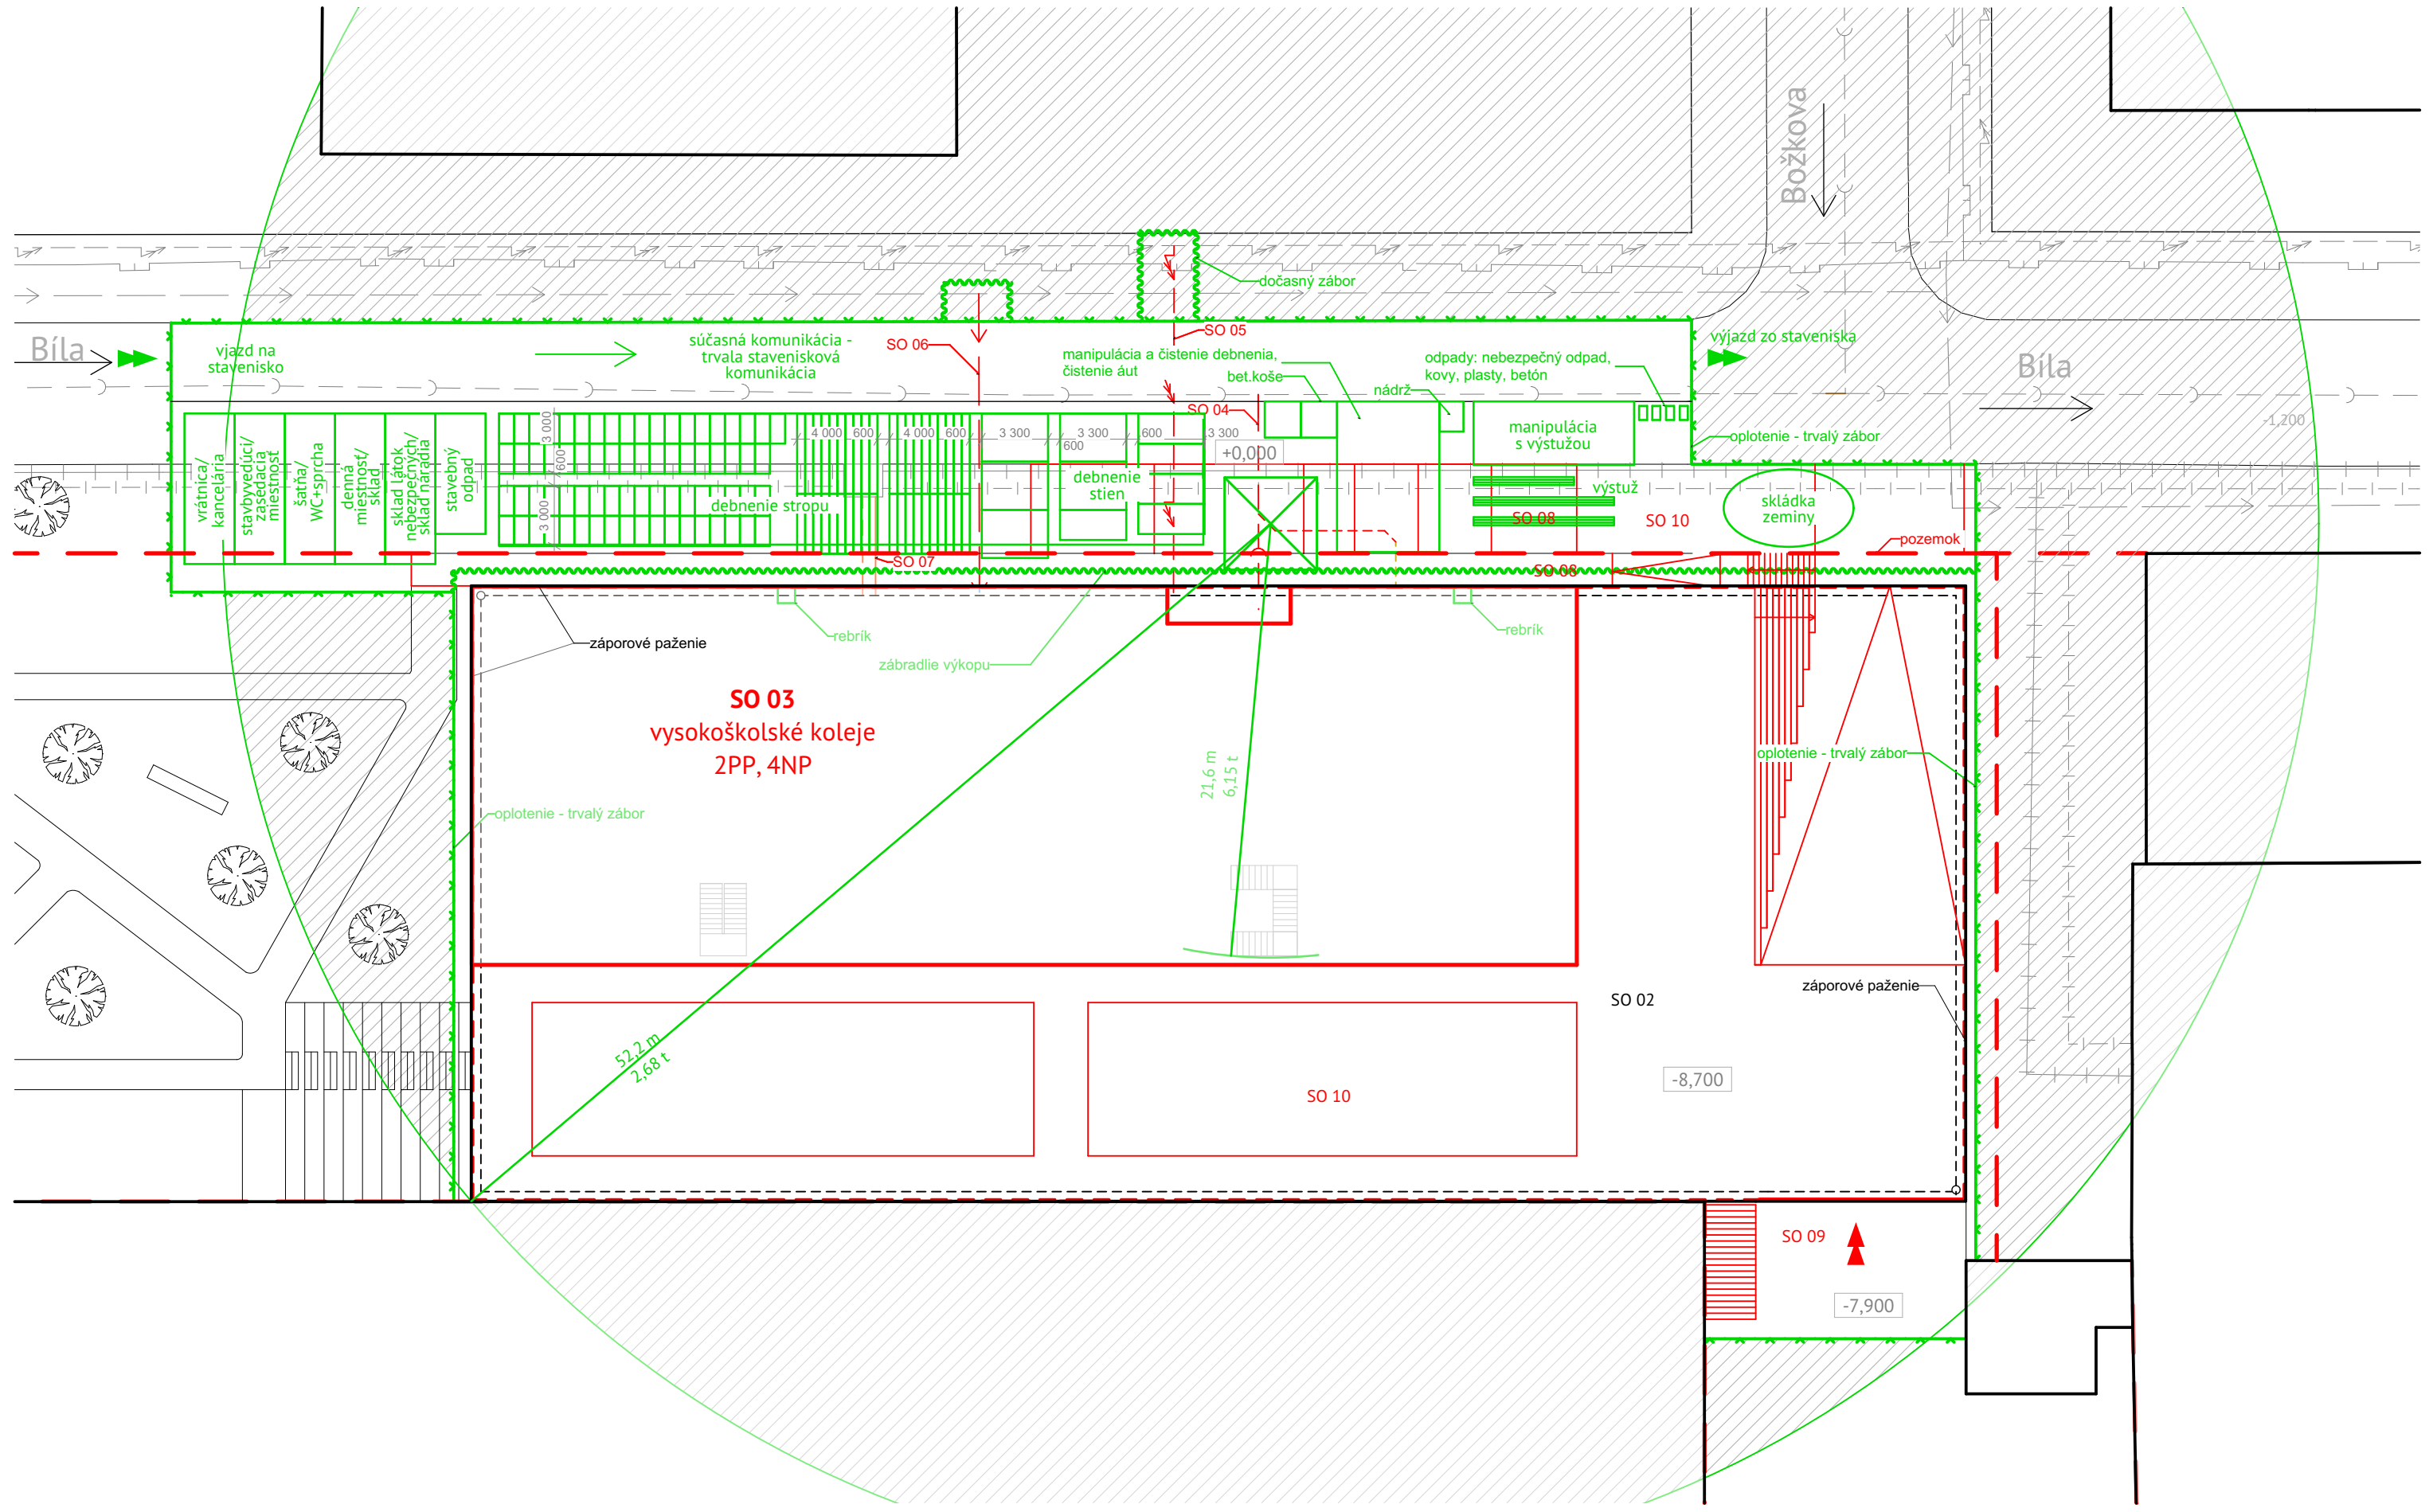 Božkova
dočasný zábor
Bíla
vjazd na
stavenisko
súčasná komunikácia -
trvala stavenisková
komunikácia
SO 06
SO 05
manipulácia a čistenie debnenia,
čistenie áut
bet.koše
nádrž
odpady: nebezpečný odpad,
kovy, plasty, betón
výjazd zo staveniska
Bíla
SO 04
-1,200
vrátnica/
kancelária
stavbyvedúci/
zasedacia
miestnosť
šatňa/
WC+sprcha
denná
miestnosť/
sklad
sklad látok
nebezpečných/
sklad náradia
stavebný
odpad
3 000
600
3 000
4 000
600
4 000
600
3 300
3 300
600
600
3 300
+0,000
manipulácia
s výstužou
oplotenie - trvalý zábor
debnenie stropu
debnenie
stien
výstuž
SO 08
SO 10
skládka
zeminy
pozemok
SO 07
SO 08
záporové paženie
rebrík
zábradlie výkopu
rebrík
SO 03
vysokoškolské koleje
2PP, 4NP
21,6 m
6,15 t
oplotenie - trvalý zábor
oplotenie - trvalý zábor
záporové paženie
SO 02
52,2 m
2,68 t
-8,700
SO 10
SO 09
-7,900